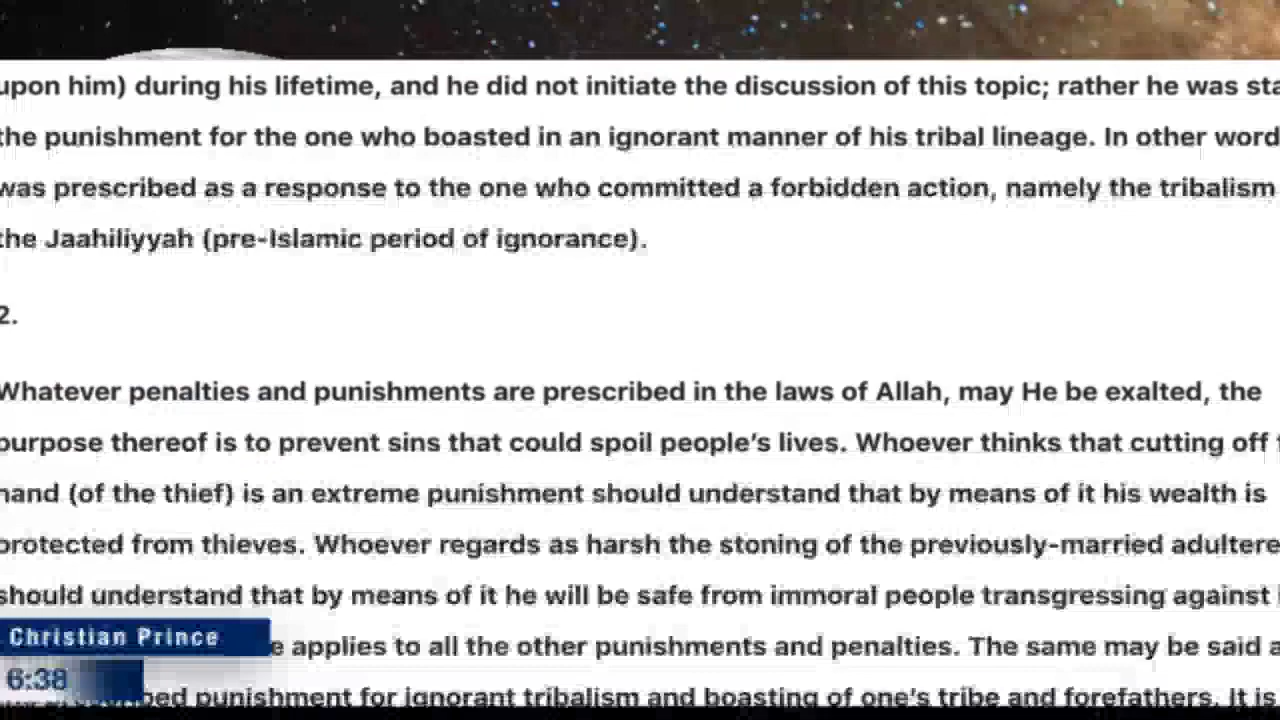 upon him) during his lifetime, and he did not initiate the discussion of this topic; rather he was sta
the punishment for the one who boasted in an ignorant manner of his tribal lineage. In other word
was prescribed as a response to the one who committed a forbidden action, namely the tribalism
the Jaahiliyyah (pre-Islamic period of ignorance).
2.
Whatever penalties and punishments are prescribed in the laws of Allah, may He be exalted, the
purpose thereof is to prevent sins that could spoil people's lives. Whoever thinks that cutting off
hand (of the thief) is an extreme punishment should understand that by means of it his wealth is
protected from thieves. Whoever regards as harsh the stoning of the previously-married adultere
should understand that by means of it he will be safe from immoral people transgressing against
Christian Prince
e applies to all the other punishments and penalties. The same may be said a
6:38
bed punishment for ignorant tribalism and boasting of one's tribe and forefathers. It is